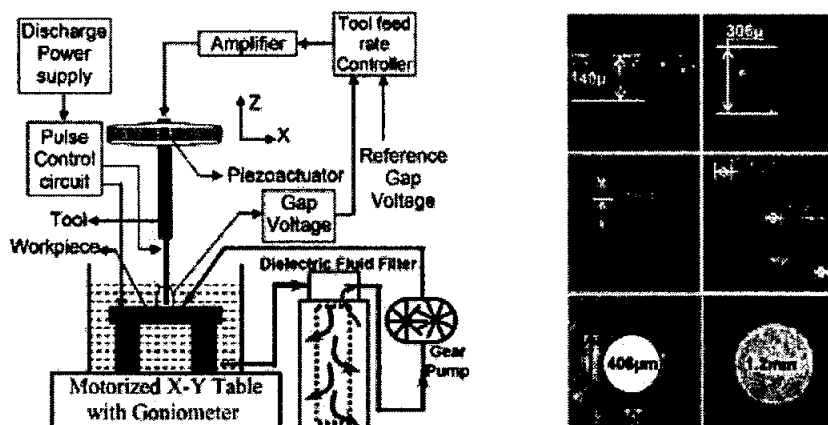 Discharge
Power
supply
Amplifier
Tool feed
rate
Controller
Z
X
Pulse
Control
circuit
Piezoactuator
Reference
Gap
Voltage
Tool
Gap
Voltage
Workpiece
Dielectric Fluid Filter
Gear
Pump
Motorized X-Y Table
with Goniometer
140μ
306μ
406μm
1.2mm